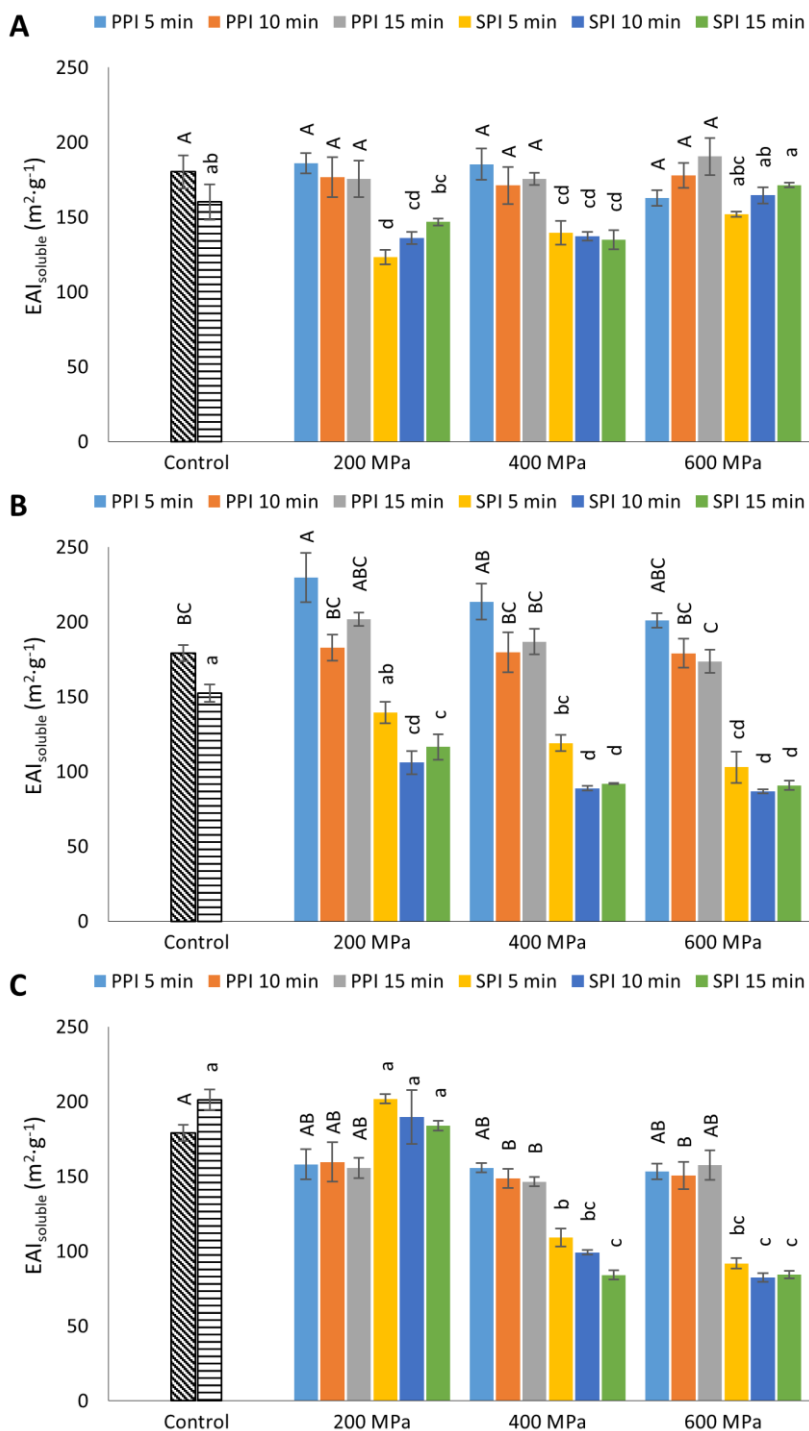 A
PPI 5 min PPI 10 min PPI 15 min SPI 5 min SPI 10 min SPI 15 min
EAIsoluble (m²·g⁻¹)
250
200
150
100
50
0
A ab A A A d cd bc A A A cd cd cd A A A abc ab a
Control 200 MPa 400 MPa 600 MPa
B
PPI 5 min PPI 10 min PPI 15 min SPI 5 min SPI 10 min SPI 15 min
EAIsoluble (m²·g⁻¹)
250
200
150
100
50
0
BC a A BC ABC ab cd c AB BC BC bc d d ABC BC C cd d d
Control 200 MPa 400 MPa 600 MPa
C
PPI 5 min PPI 10 min PPI 15 min SPI 5 min SPI 10 min SPI 15 min
EAIsoluble (m²·g⁻¹)
250
200
150
100
50
0
A a AB AB AB a a a AB B B b bc c AB B AB bc c c
Control 200 MPa 400 MPa 600 MPa